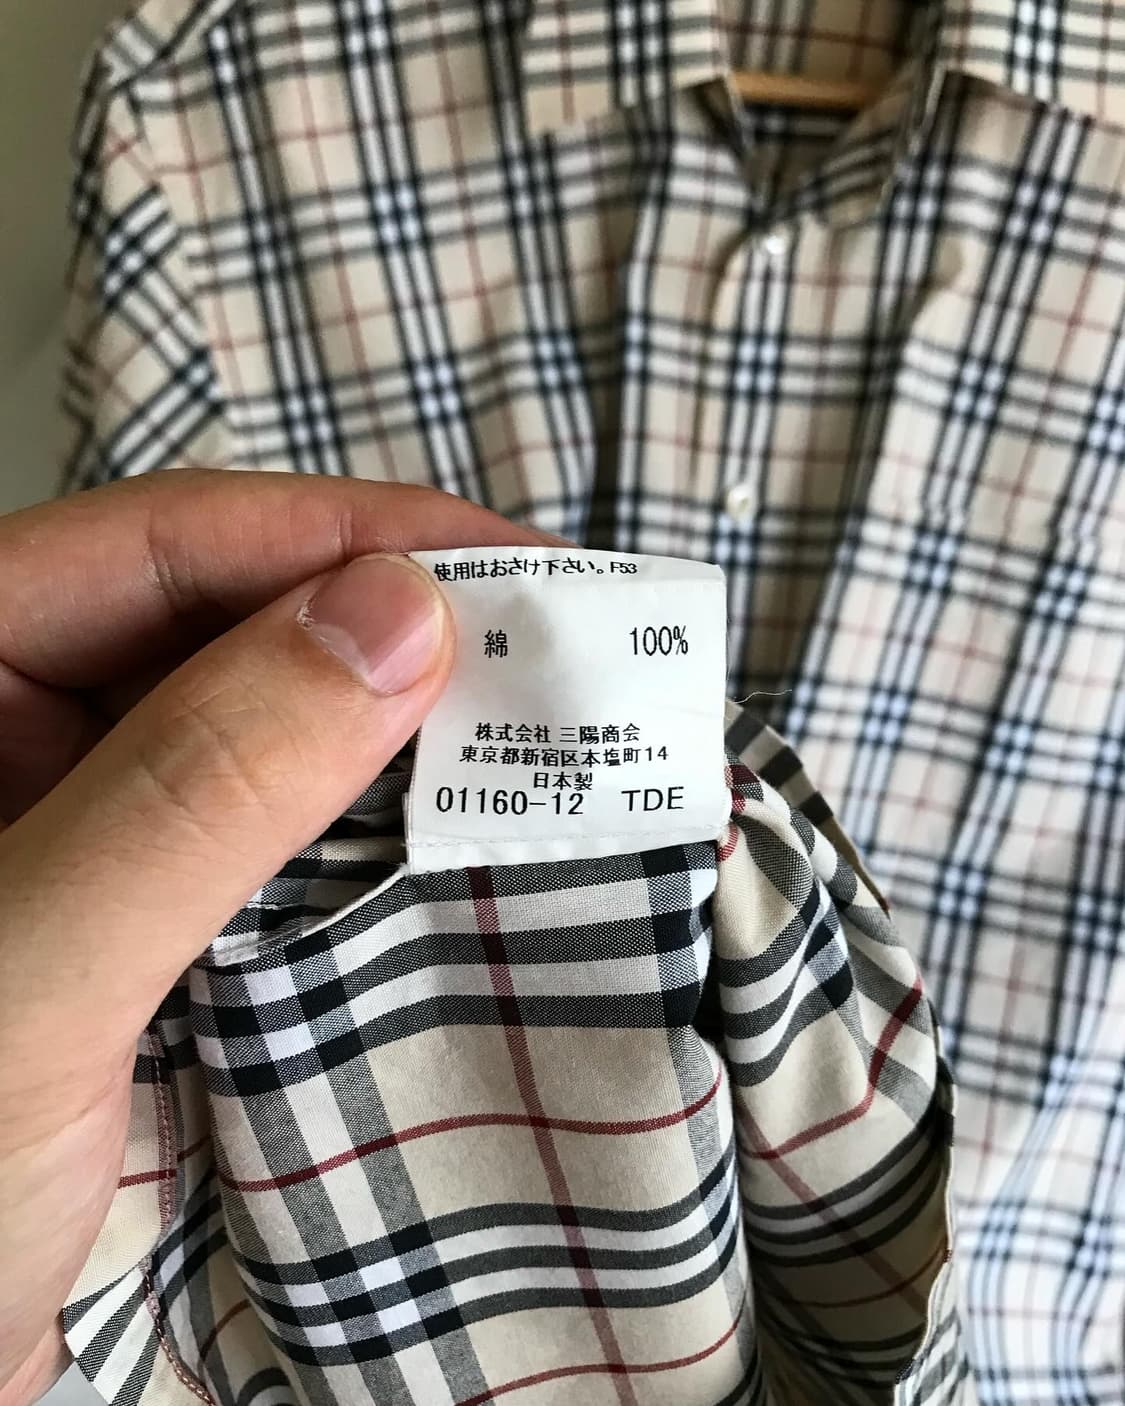 使用はおさけ下さい。F53
綿 100%
株式会社 三陽商会
東京都新宿区本塩町14
日本製
01160-12 TDE